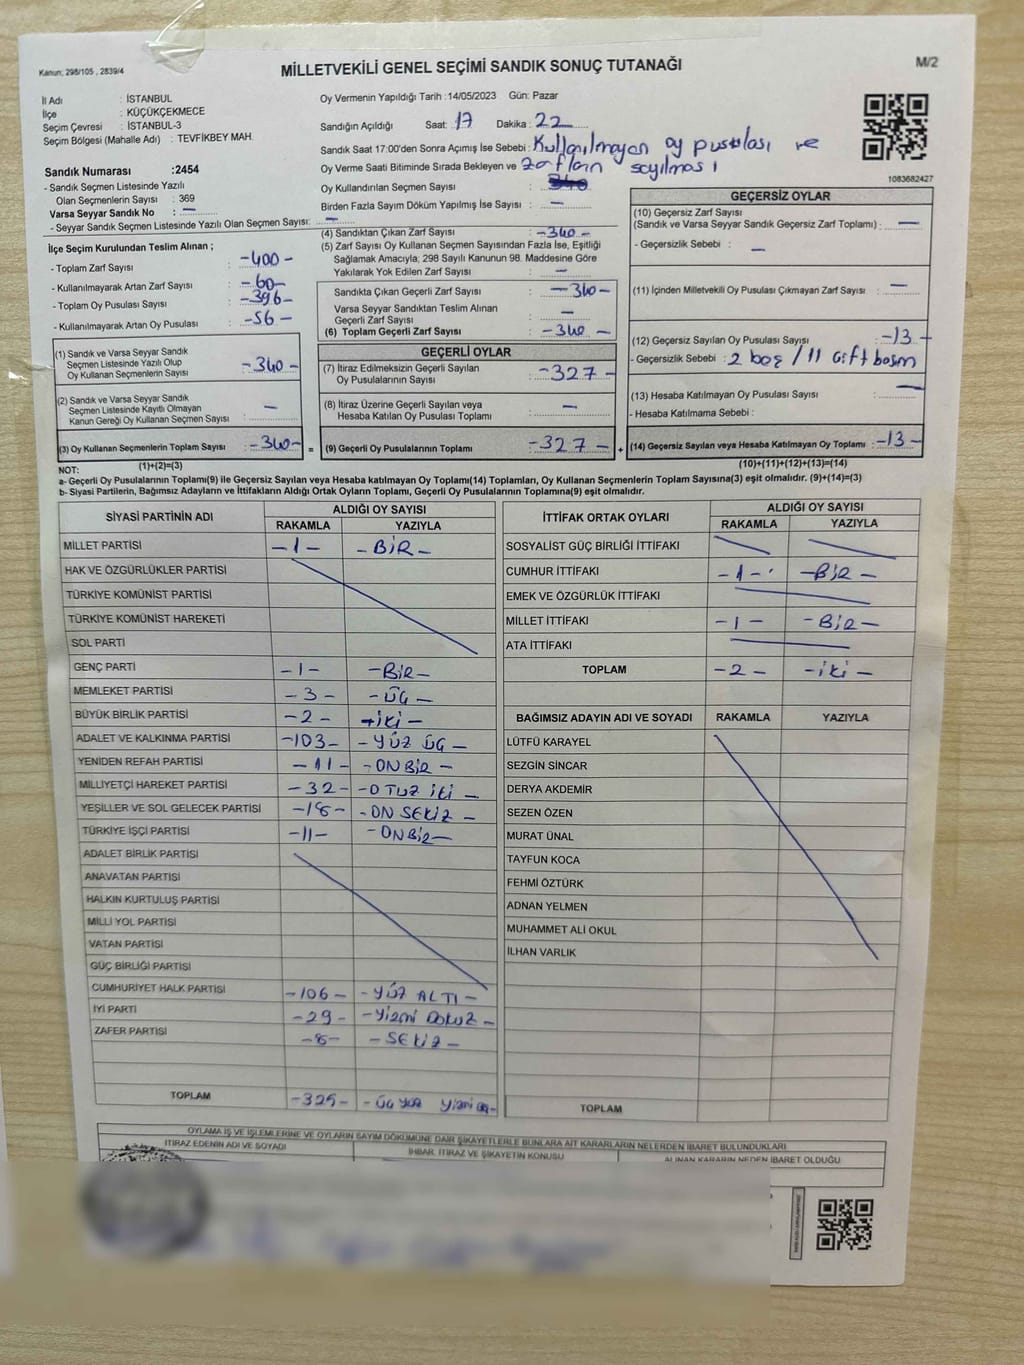 Kanun: 298/105 , 2839/4
MİLLETVEKİLİ GENEL SEÇİMİ SANDIK SONUÇ TUTANAĞI
M/2
İl Adı : İSTANBUL
İlçe : KÜÇÜKÇEKMECE
Seçim Çevresi : İSTANBUL-3
Seçim Bölgesi (Mahalle Adı) : TEVFİKBEY MAH.
Sandık Numarası :2454
- Sandık Seçmen Listesinde Yazılı
Olan Seçmenlerin Sayısı : 369
Varsa Seyyar Sandık No : —
- Seyyar Sandık Seçmen Listesinde Yazılı Olan Seçmen Sayısı: —
Oy Vermenin Yapıldığı Tarih :14/05/2023 Gün: Pazar
Sandığın Açıldığı Saat: 17 Dakika : 22
Sandık Saat 17:00'den Sonra Açımış İse Sebebi : Kullanılmayan oy pusulası ve
Oy Verme Saati Bitiminde Sırada Bekleyen ve zarfların sayılması
Oy Kullandırılan Seçmen Sayısı :
Birden Fazla Sayım Döküm Yapılmış İse Sayısı : —
1083682427
İlçe Seçim Kurulundan Teslim Alınan ;
- Toplam Zarf Sayısı : -400-
- Kullanılmayarak Artan Zarf Sayısı : -60-
- Toplam Oy Pusulası Sayısı : -396-
- Kullanılmayarak Artan Oy Pusulası : -56-
(4) Sandıktan Çıkan Zarf Sayısı : -340-
(5) Zarf Sayısı Oy Kullanan Seçmen Sayısından Fazla İse, Eşitliği
Sağlamak Amacıyla; 298 Sayılı Kanunun 98. Maddesine Göre
Yakılarak Yok Edilen Zarf Sayısı : —
Sandıkta Çıkan Geçerli Zarf Sayısı : -340-
Varsa Seyyar Sandıktan Teslim Alınan
Geçerli Zarf Sayısı : —
(6) Toplam Geçerli Zarf Sayısı : -340-
GEÇERSİZ OYLAR
(10) Geçersiz Zarf Sayısı
(Sandık ve Varsa Seyyar Sandık Geçersiz Zarf Toplamı) : —
- Geçersizlik Sebebi : —
(11) İçinden Milletvekili Oy Pusulası Çıkmayan Zarf Sayısı : —
(12) Geçersiz Sayılan Oy Pusulası Sayısı : -13-
- Geçersizlik Sebebi : 2 boş / 11 çift basım
(13) Hesaba Katılmayan Oy Pusulası Sayısı : —
- Hesaba Katılmama Sebebi :
(1) Sandık ve Varsa Seyyar Sandık
Seçmen Listesinde Yazılı Olup
Oy Kullanan Seçmenlerin Sayısı : -340-
(2) Sandık ve Varsa Seyyar Sandık
Seçmen Listesinde Kayıtlı Olmayan
Kanun Gereği Oy Kullanan Seçmen Sayısı : —
GEÇERLİ OYLAR
(7) İtiraz Edilmeksizin Geçerli Sayılan
Oy Pusulalarının Sayısı : -327-
(8) İtiraz Üzerine Geçerli Sayılan veya
Hesaba Katılan Oy Pusulası Toplamı : —
(3) Oy Kullanan Seçmenlerin Toplam Sayısı : -340- = (9) Geçerli Oy Pusulalarının Toplamı : -327- + (14) Geçersiz Sayılan veya Hesaba Katılmayan Oy Toplamı : -13-
NOT: (1)+(2)=(3) (10)+(11)+(12)+(13)=(14)
a- Geçerli Oy Pusulalarının Toplamı(9) ile Geçersiz Sayılan veya Hesaba katılmayan Oy Toplamı(14) Toplamları, Oy Kullanan Seçmenlerin Toplam Sayısına(3) eşit olmalıdır. (9)+(14)=(3)
b- Siyasi Partilerin, Bağımsız Adayların ve İttifakların Aldığı Ortak Oyların Toplamı, Geçerli Oy Pusulalarının Toplamına(9) eşit olmalıdır.
SİYASİ PARTİNİN ADI ALDIĞI OY SAYISI
RAKAMLA YAZIYLA
MİLLET PARTİSİ -1- -BİR-
HAK VE ÖZGÜRLÜKLER PARTİSİ
TÜRKİYE KOMÜNİST PARTİSİ
TÜRKİYE KOMÜNİST HAREKETİ
SOL PARTİ
GENÇ PARTİ -1- -BİR-
MEMLEKET PARTİSİ -3- -ÜÇ-
BÜYÜK BİRLİK PARTİSİ -2- -İKİ-
ADALET VE KALKINMA PARTİSİ -103- -YÜZ ÜÇ-
YENİDEN REFAH PARTİSİ -11- -ONBİR-
MİLLİYETÇİ HAREKET PARTİSİ -32- -OTUZ İKİ-
YEŞİLLER VE SOL GELECEK PARTİSİ -18- -ON SEKİZ-
TÜRKİYE İŞÇİ PARTİSİ -11- -ONBİR-
ADALET BİRLİK PARTİSİ
ANAVATAN PARTİSİ
HALKIN KURTULUŞ PARTİSİ
MİLLİ YOL PARTİSİ
VATAN PARTİSİ
GÜÇ BİRLİĞİ PARTİSİ
CUMHURİYET HALK PARTİSİ -106- -YÜZ ALTI-
İYİ PARTİ -29- -YİRMİ DOKUZ-
ZAFER PARTİSİ -8- -SEKİZ-
TOPLAM -325- -ÜÇ YÜZ YİRMİ
İTTİFAK ORTAK OYLARI ALDIĞI OY SAYISI
RAKAMLA YAZIYLA
SOSYALİST GÜÇ BİRLİĞİ İTTİFAKI
CUMHUR İTTİFAKI -1- -BİR-
EMEK VE ÖZGÜRLÜK İTTİFAKI
MİLLET İTTİFAKI -1- -BİR-
ATA İTTİFAKI
TOPLAM -2- -İKİ-
BAĞIMSIZ ADAYIN ADI VE SOYADI RAKAMLA YAZIYLA
LÜTFÜ KARAYEL
SEZGİN SİNCAR
DERYA AKDEMİR
SEZEN ÖZEN
MURAT ÜNAL
TAYFUN KOCA
FEHMİ ÖZTÜRK
ADNAN YELMEN
MUHAMMET ALİ OKUL
İLHAN VARLIK
TOPLAM
OYLAMA İŞ VE İŞLEMLERİNE VE OYLARIN SAYIM DÖKÜMÜNE DAİR ŞİKAYETLERLE BUNLARA AİT KARARLARIN NELERDEN İBARET BULUNDUKLARI
İTİRAZ EDENİN ADI VE SOYADI İHBAR, İTİRAZ VE ŞİKAYETİN KONUSU ALINAN KARARIN NEDEN İBARET OLDUĞU